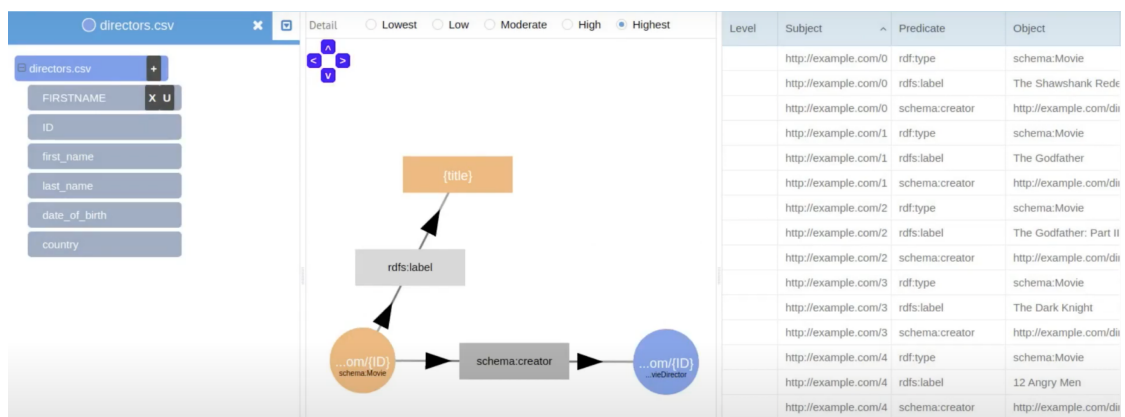 directors.csv
directors.csv +
FIRSTNAME X U
ID
first_name
last_name
date_of_birth
country
Detail Lowest Low Moderate High Highest
{title}
rdfs:label
...om/{ID}
schema:Movie
schema:creator
...om/{ID}
...vieDirector
Level Subject Predicate Object
http://example.com/0 rdf:type schema:Movie
http://example.com/0 rdfs:label The Shawshank Rede
http://example.com/0 schema:creator http://example.com/dir
http://example.com/1 rdf:type schema:Movie
http://example.com/1 rdfs:label The Godfather
http://example.com/1 schema:creator http://example.com/dir
http://example.com/2 rdf:type schema:Movie
http://example.com/2 rdfs:label The Godfather: Part II
http://example.com/2 schema:creator http://example.com/dir
http://example.com/3 rdf:type schema:Movie
http://example.com/3 rdfs:label The Dark Knight
http://example.com/3 schema:creator http://example.com/dir
http://example.com/4 rdf:type schema:Movie
http://example.com/4 rdfs:label 12 Angry Men
http://example.com/4 schema:creator http://example.com/dir